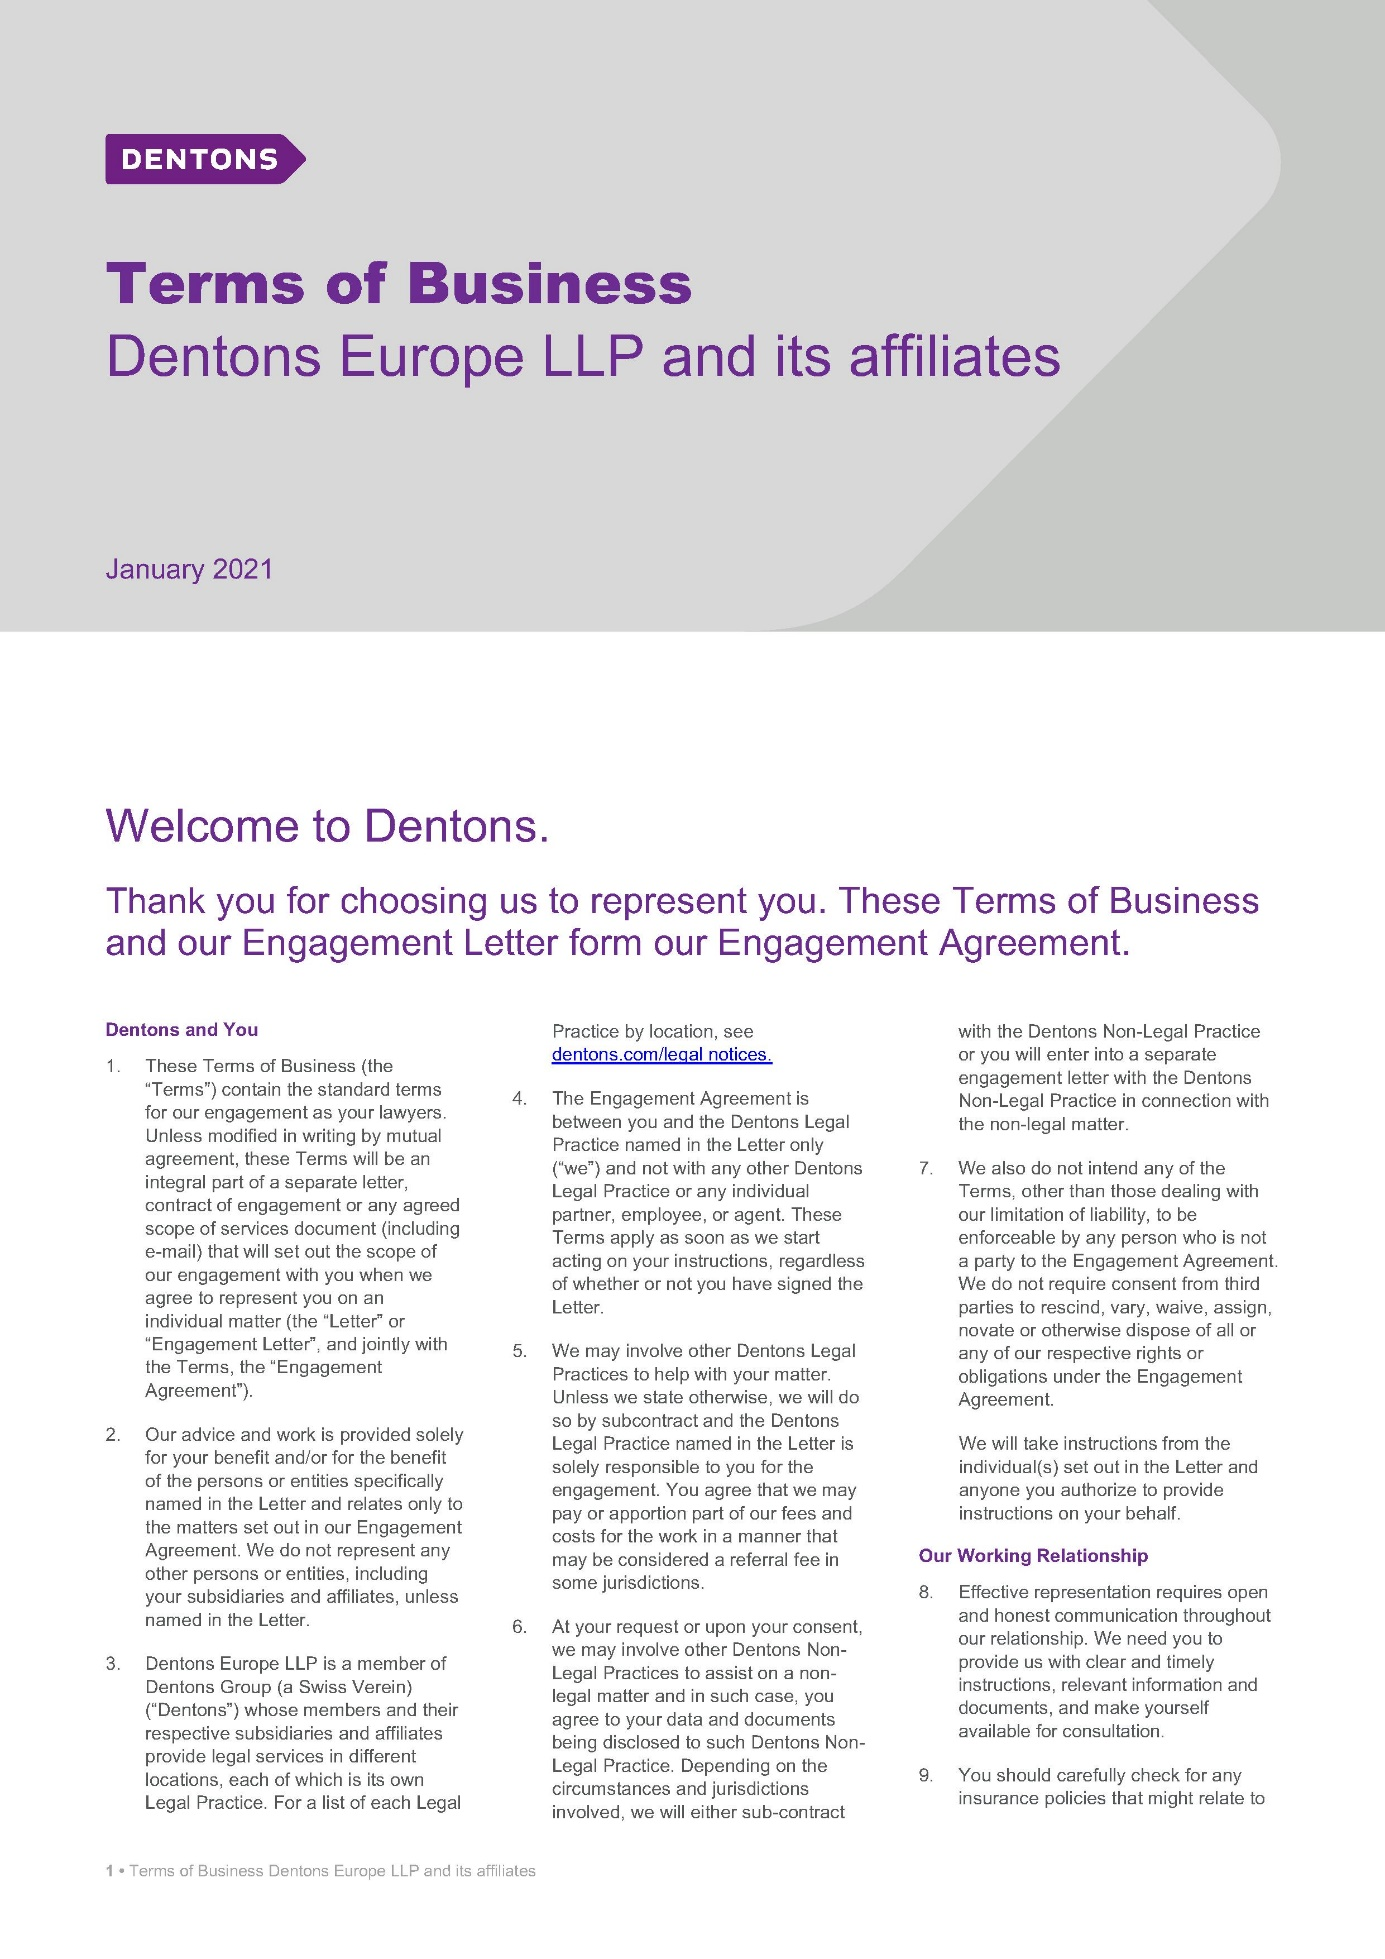 DENTONS
Terms of Business
Dentons Europe LLP and its affiliates
January 2021
Welcome to Dentons.
Thank you for choosing us to represent you. These Terms of Business
and our Engagement Letter form our Engagement Agreement.
Dentons and You
1. These Terms of Business (the
“Terms”) contain the standard terms
for our engagement as your lawyers.
Unless modified in writing by mutual
agreement, these Terms will be an
integral part of a separate letter,
contract of engagement or any agreed
scope of services document (including
e-mail) that will set out the scope of
our engagement with you when we
agree to represent you on an
individual matter (the “Letter” or
“Engagement Letter”, and jointly with
the Terms, the “Engagement
Agreement”).
2. Our advice and work is provided solely
for your benefit and/or for the benefit
of the persons or entities specifically
named in the Letter and relates only to
the matters set out in our Engagement
Agreement. We do not represent any
other persons or entities, including
your subsidiaries and affiliates, unless
named in the Letter.
3. Dentons Europe LLP is a member of
Dentons Group (a Swiss Verein)
(“Dentons”) whose members and their
respective subsidiaries and affiliates
provide legal services in different
locations, each of which is its own
Legal Practice. For a list of each Legal
Practice by location, see
dentons.com/legal notices.
4. The Engagement Agreement is
between you and the Dentons Legal
Practice named in the Letter only
(“we”) and not with any other Dentons
Legal Practice or any individual
partner, employee, or agent. These
Terms apply as soon as we start
acting on your instructions, regardless
of whether or not you have signed the
Letter.
5. We may involve other Dentons Legal
Practices to help with your matter.
Unless we state otherwise, we will do
so by subcontract and the Dentons
Legal Practice named in the Letter is
solely responsible to you for the
engagement. You agree that we may
pay or apportion part of our fees and
costs for the work in a manner that
may be considered a referral fee in
some jurisdictions.
6. At your request or upon your consent,
we may involve other Dentons Non-
Legal Practices to assist on a non-
legal matter and in such case, you
agree to your data and documents
being disclosed to such Dentons Non-
Legal Practice. Depending on the
circumstances and jurisdictions
involved, we will either sub-contract
with the Dentons Non-Legal Practice
or you will enter into a separate
engagement letter with the Dentons
Non-Legal Practice in connection with
the non-legal matter.
7. We also do not intend any of the
Terms, other than those dealing with
our limitation of liability, to be
enforceable by any person who is not
a party to the Engagement Agreement.
We do not require consent from third
parties to rescind, vary, waive, assign,
novate or otherwise dispose of all or
any of our respective rights or
obligations under the Engagement
Agreement.
We will take instructions from the
individual(s) set out in the Letter and
anyone you authorize to provide
instructions on your behalf.
Our Working Relationship
8. Effective representation requires open
and honest communication throughout
our relationship. We need you to
provide us with clear and timely
instructions, relevant information and
documents, and make yourself
available for consultation.
9. You should carefully check for any
insurance policies that might relate to
1 • Terms of Business Dentons Europe LLP and its affiliates